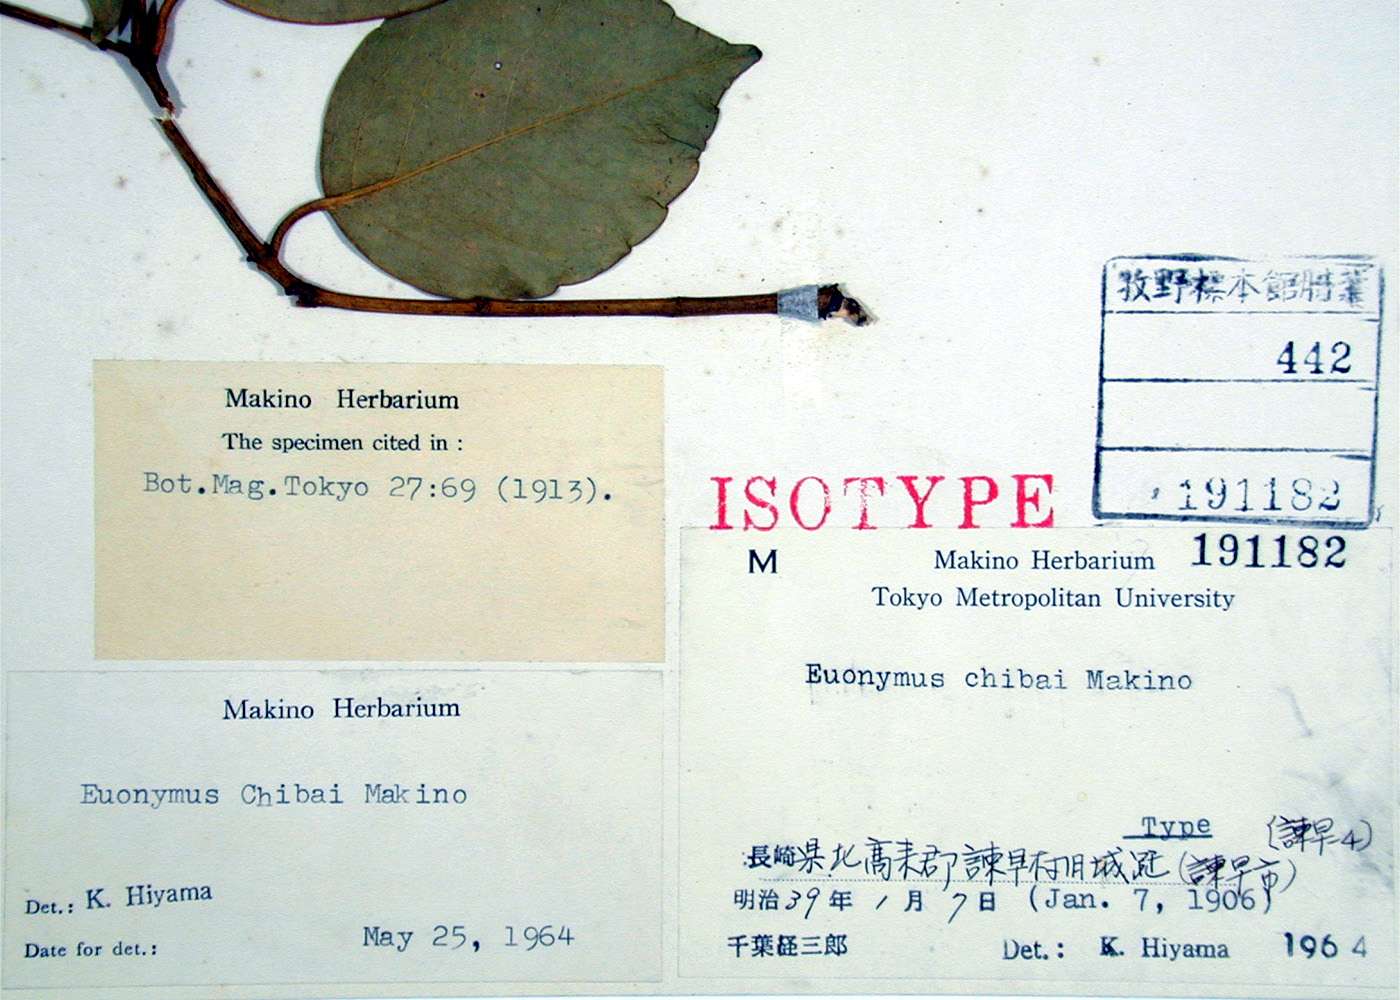 牧野標本館所蔵
442
191182
Makino Herbarium
The specimen cited in :
Bot.Mag.Tokyo 27:69 (1913).
ISOTYPE
M
Makino Herbarium 191182
Tokyo Metropolitan University
Euonymus chibai Makino
Type (諫早4)
長崎県北高来郡諫早村旧城趾(諫早市)
明治39年1月7日 (Jan. 7, 1906)
千葉経三郎 Det.: K. Hiyama 1964
Makino Herbarium
Euonymus Chibai Makino
Det.: K. Hiyama
Date for det.: May 25, 1964